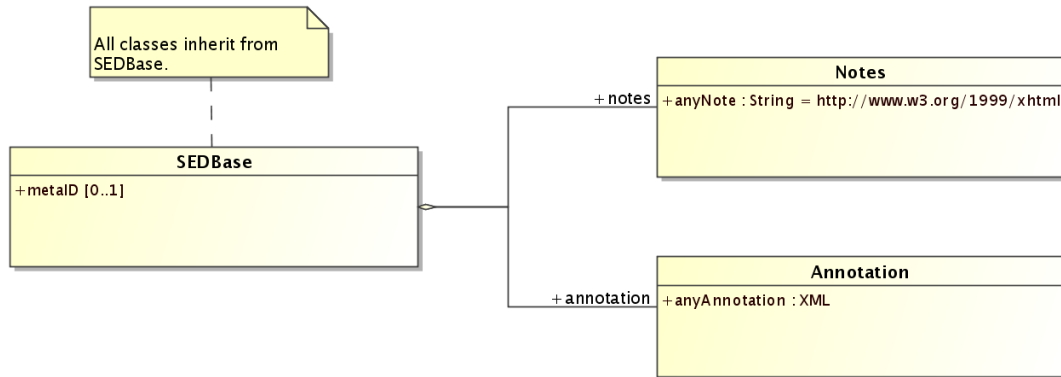 All classes inherit from
SEDBase.
SEDBase
+metaID [0..1]
+notes
Notes
+anyNote : String = http://www.w3.org/1999/xhtml
+annotation
Annotation
+anyAnnotation : XML